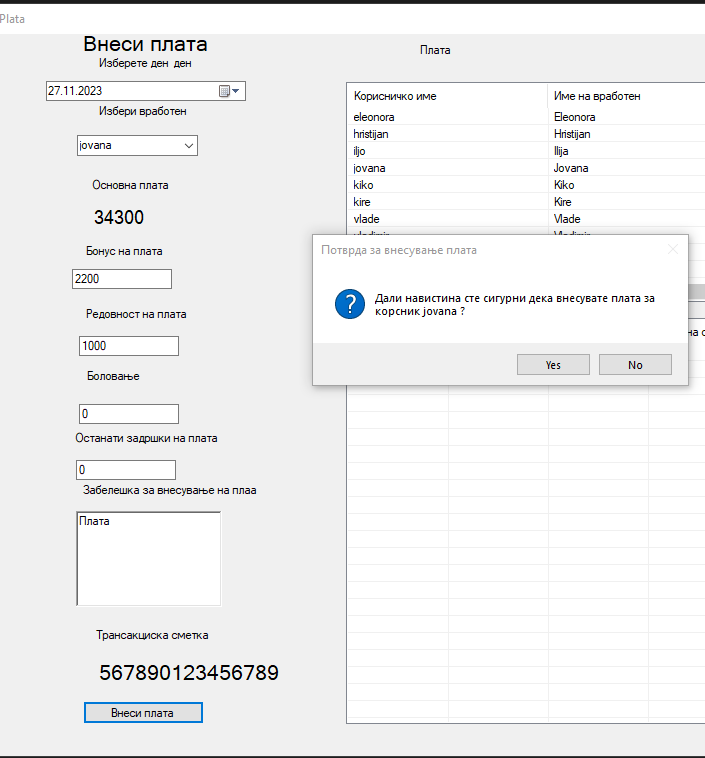 Plata
Внеси плата
Изберете ден ден
27.11.2023
Избери вработен
jovana
Основна плата
34300
Бонус на плата
2200
Редовност на плата
1000
Боловање
0
Останати задршки на плата
0
Забелешка за внесување на плаа
Плата
Трансакциска сметка
567890123456789
Внеси плата
Плата
Корисничко име Име на вработен
eleonora Eleonora
hristijan Hristijan
iljo Ilija
jovana Jovana
kiko Kiko
kire Kire
vlade Vlade
Потврда за внесување плата
Дали навистина сте сигурни дека внесувате плата за
корсник jovana ?
Yes No
на